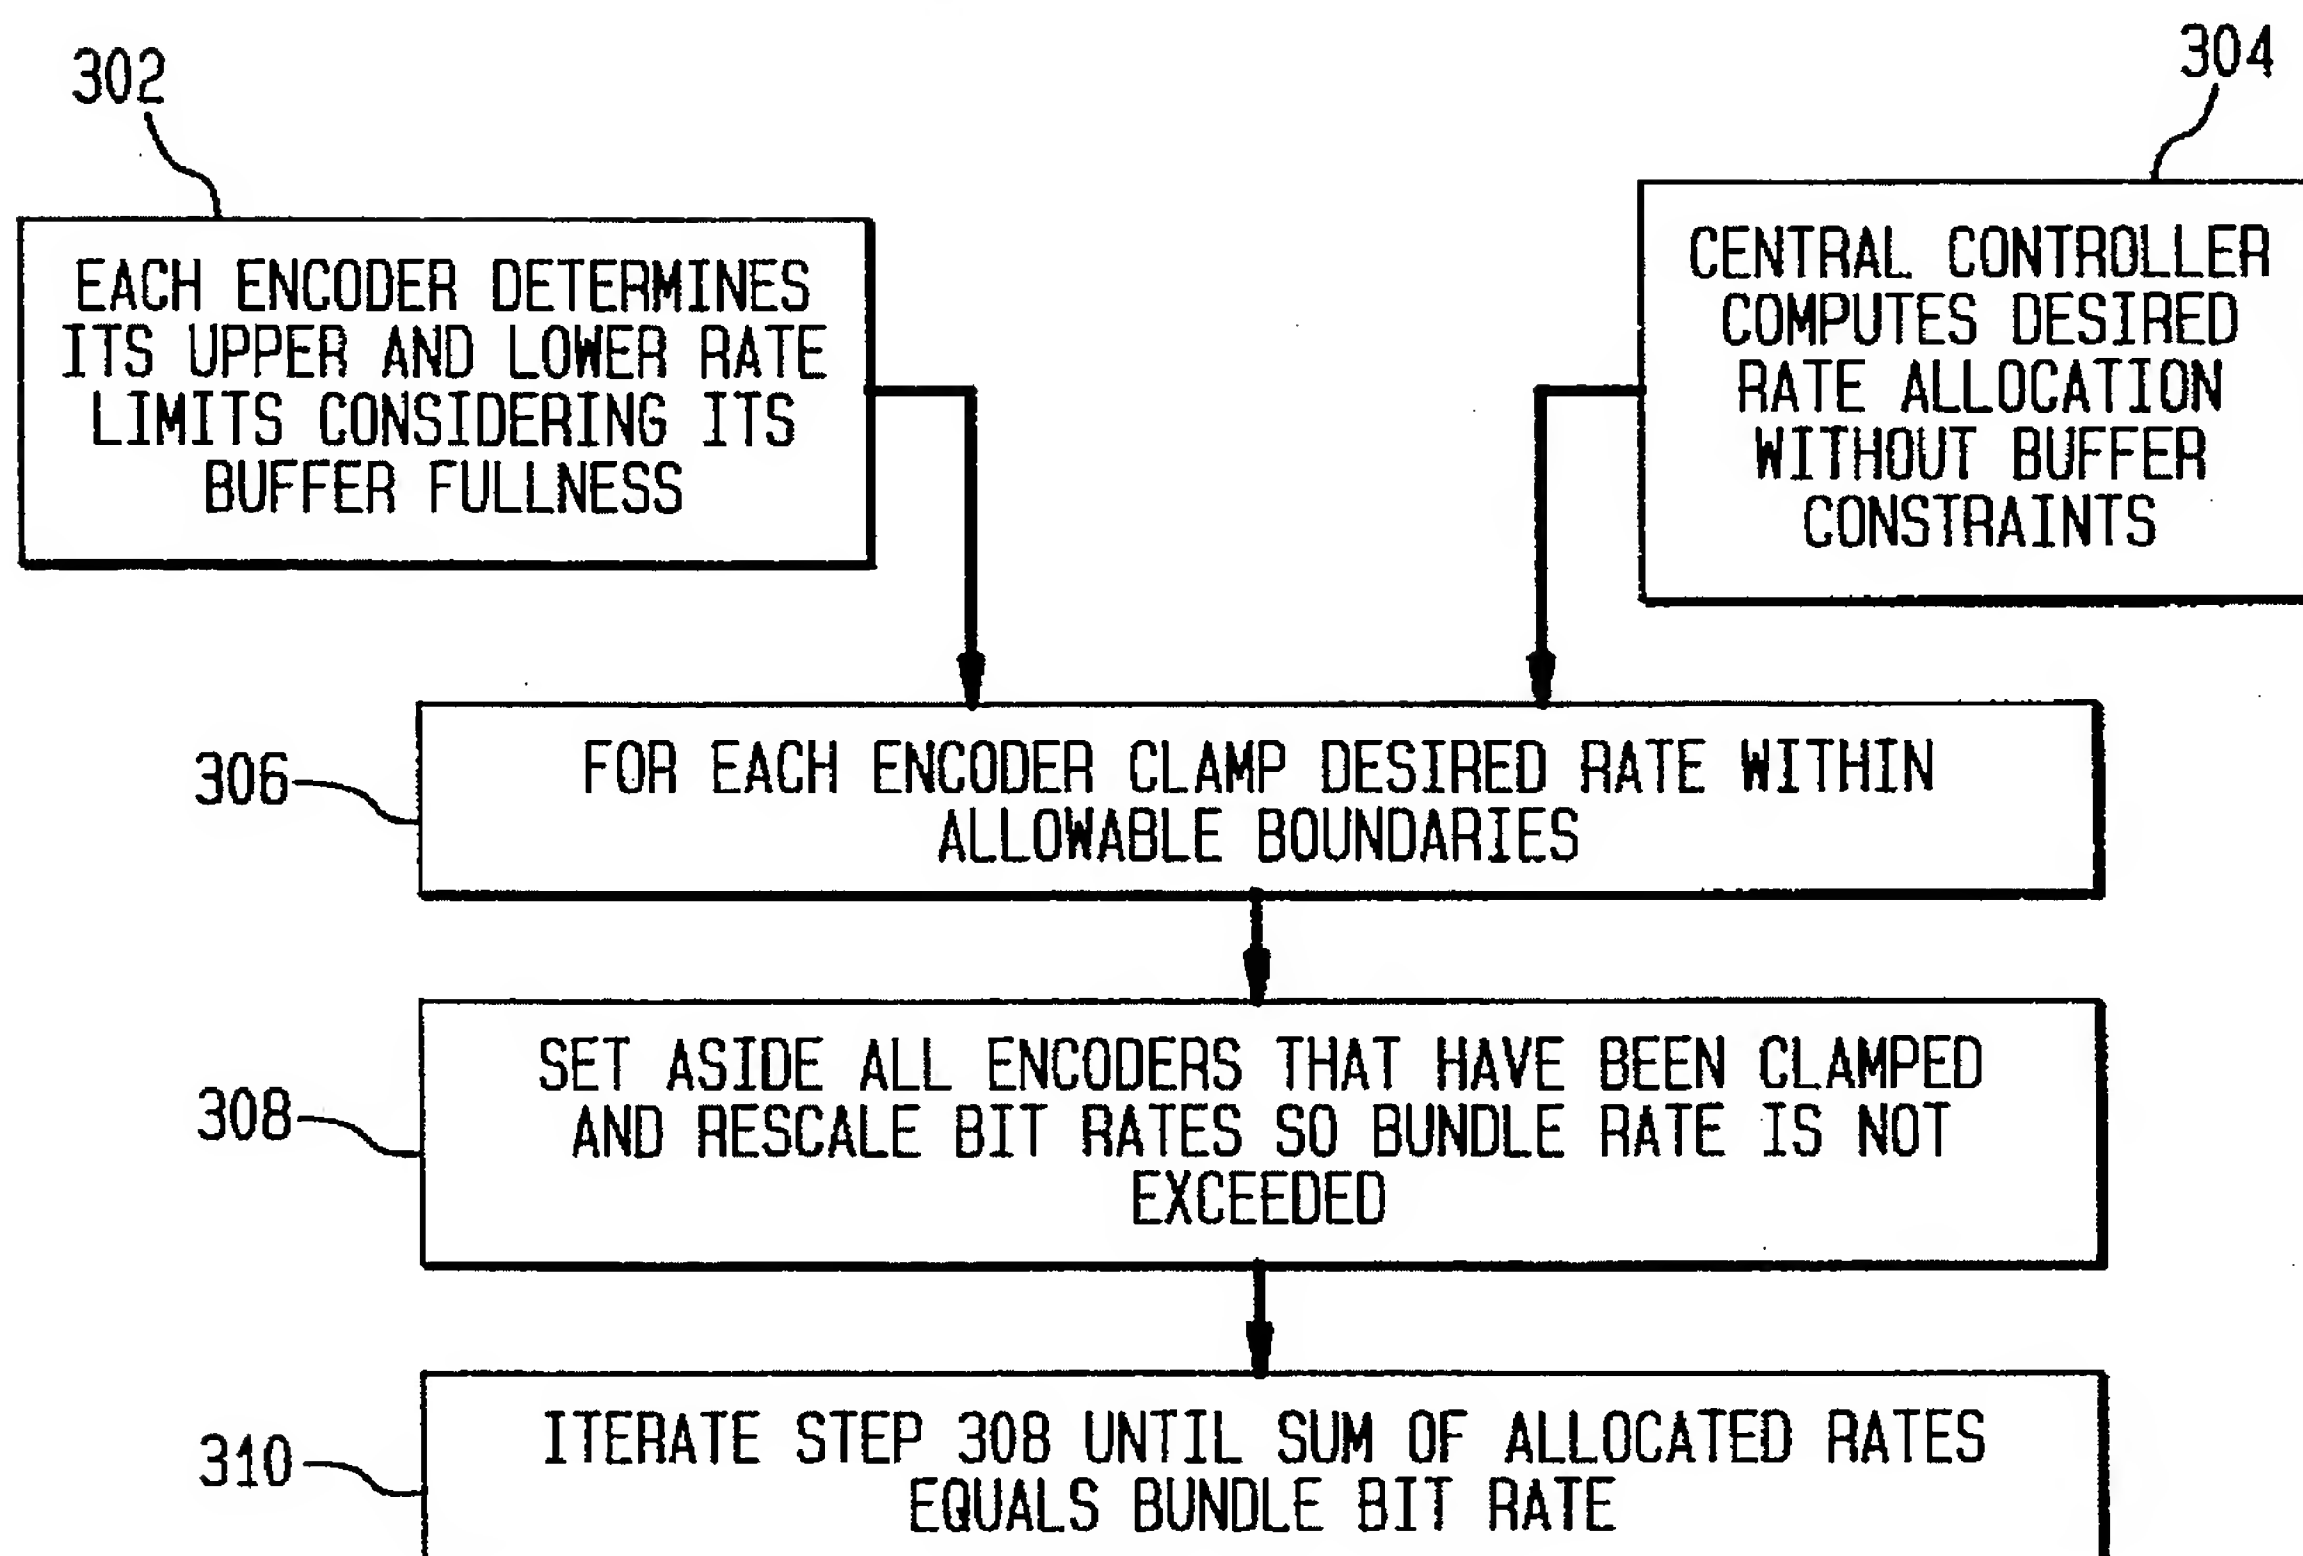 302
304
EACH ENCODER DETERMINES
ITS UPPER AND LOWER RATE
LIMITS CONSIDERING ITS
BUFFER FULLNESS
CENTRAL CONTROLLER
COMPUTES DESIRED
RATE ALLOCATION
WITHOUT BUFFER
CONSTRAINTS
306
FOR EACH ENCODER CLAMP DESIRED RATE WITHIN
ALLOWABLE BOUNDARIES
308
SET ASIDE ALL ENCODERS THAT HAVE BEEN CLAMPED
AND RESCALE BIT RATES SO BUNDLE RATE IS NOT
EXCEEDED
310
ITERATE STEP 308 UNTIL SUM OF ALLOCATED RATES
EQUALS BUNDLE BIT RATE